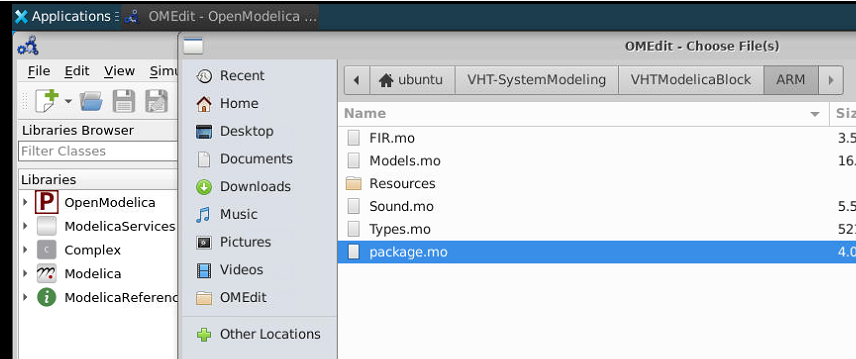 Applications
OMEdit - OpenModelica ...
OMEdit - Choose File(s)
File Edit View Simu
Libraries Browser
Filter Classes
Libraries
P OpenModelica
ModelicaServices
C Complex
m Modelica
i ModelicaReferenc
Recent
Home
Desktop
Documents
Downloads
Music
Pictures
Videos
OMEdit
Other Locations
ubuntu VHT-SystemModeling VHTModelicaBlock ARM
Name Siz
FIR.mo 3.5
Models.mo 16.
Resources
Sound.mo 5.5
Types.mo 521
package.mo 4.0